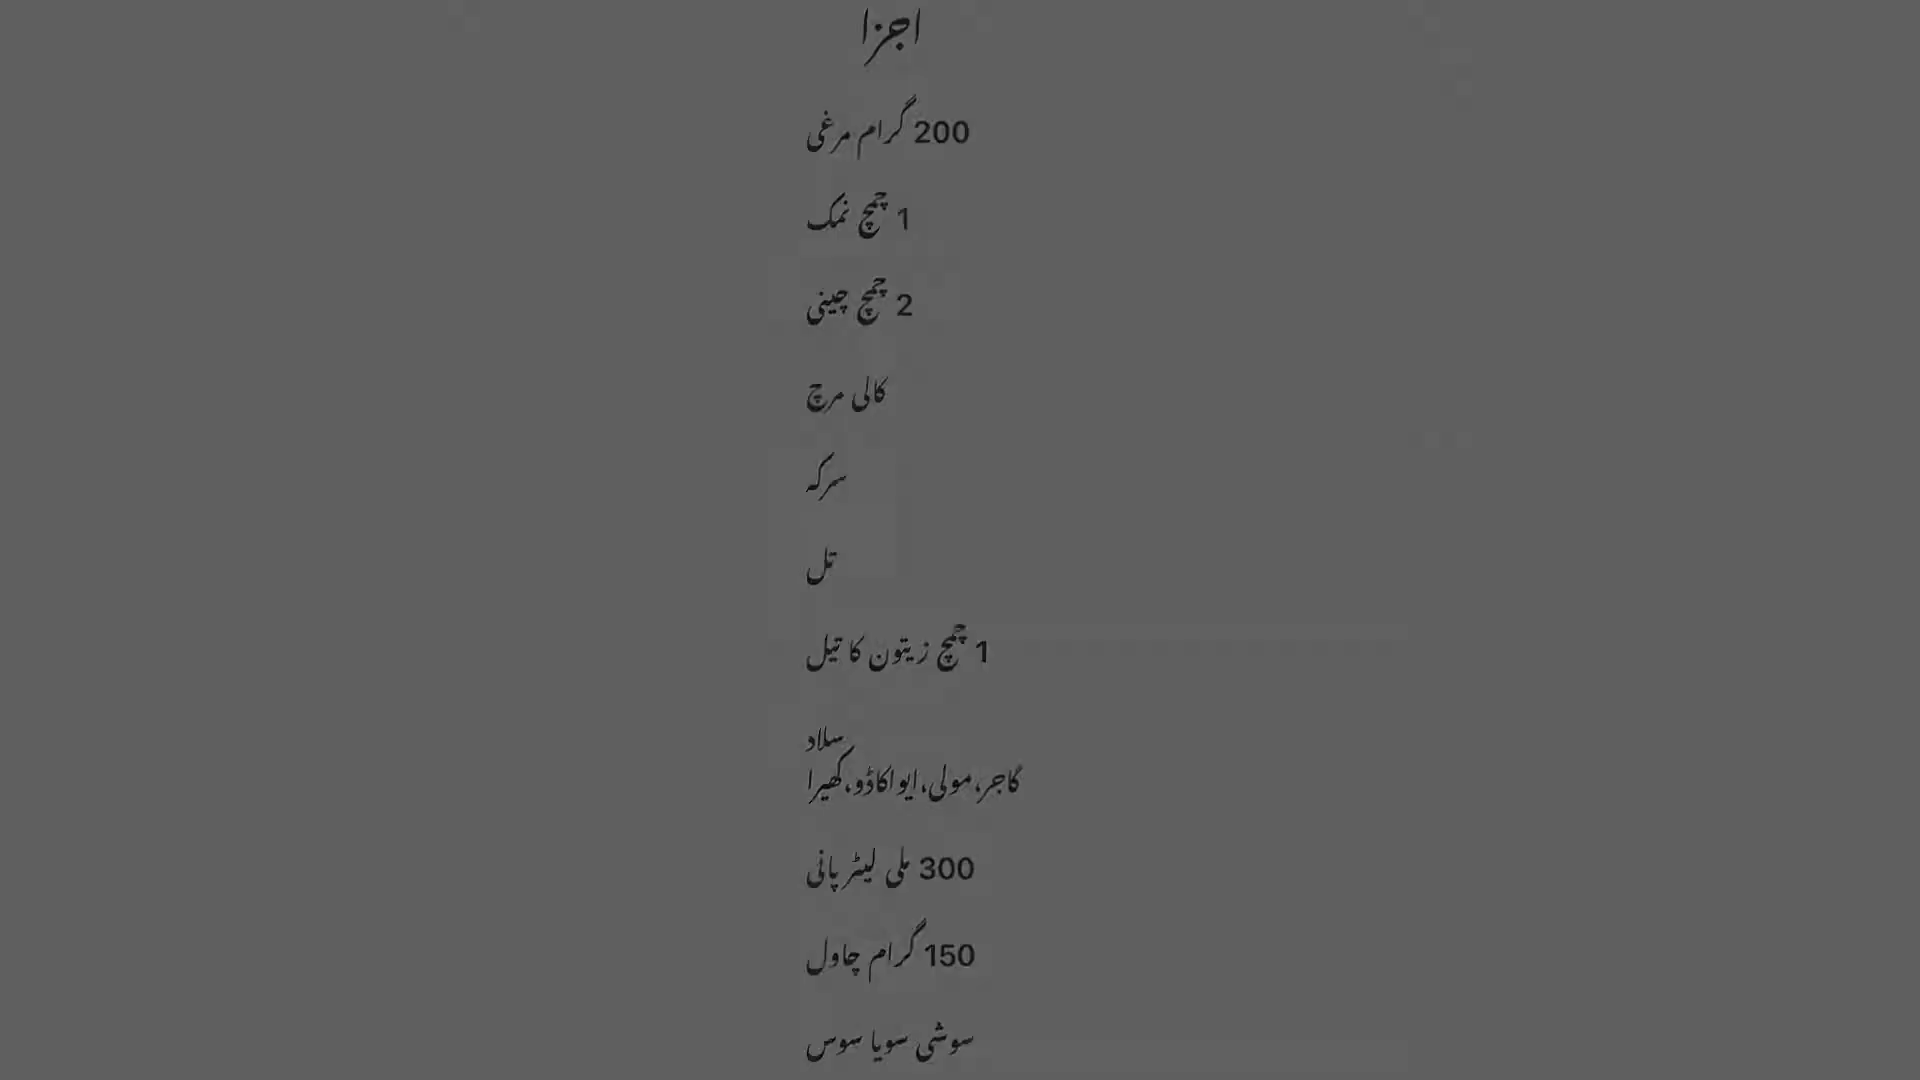 اجزا
200 گرام مرغی
1 چمچ نمک
2 چمچ چینی
کالی مرچ
سرکہ
تل
1 چمچ زیتون کا تیل
سلاد
گاجر،مولی،ایواکاڈو،کھیرا
300 ملی لیٹر پانی
150 گرام چاول
سوشی سویا سوس